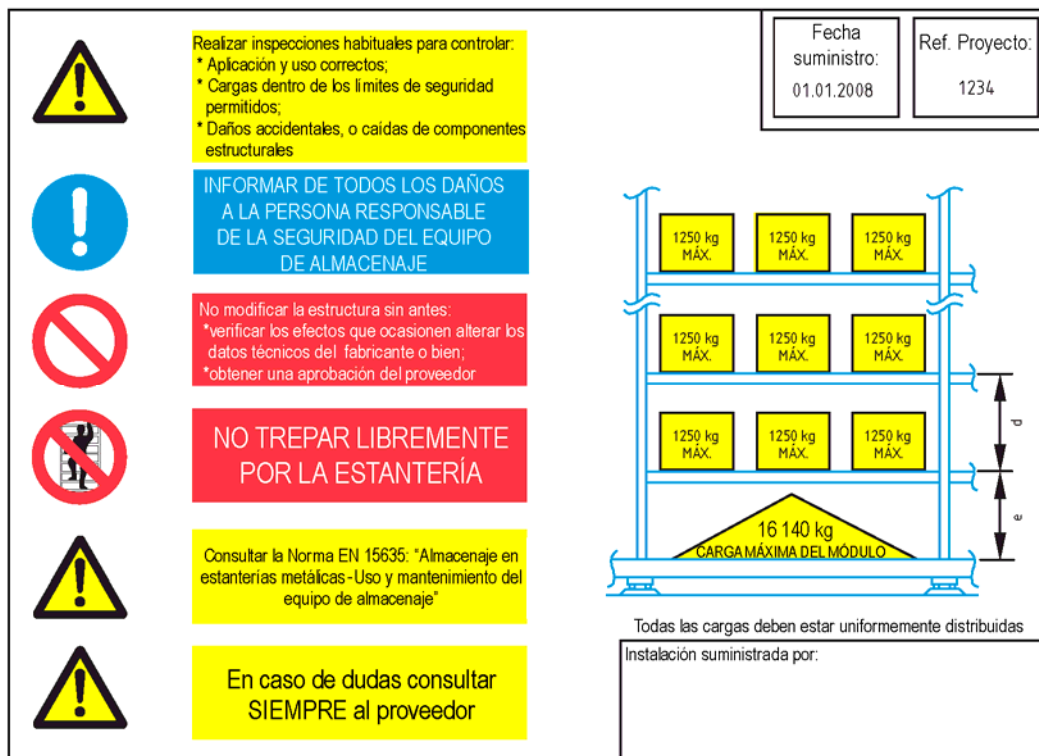 Realizar inspecciones habituales para controlar:
* Aplicación y uso correctos;
* Cargas dentro de los límites de seguridad
permitidos;
* Daños accidentales, o caídas de componentes
estructurales
INFORMAR DE TODOS LOS DAÑOS
A LA PERSONA RESPONSABLE
DE LA SEGURIDAD DEL EQUIPO
DE ALMACENAJE
No modificar la estructura sin antes:
*verificar los efectos que ocasionen alterar los
datos técnicos del fabricante o bien;
*obtener una aprobación del proveedor
NO TREPAR LIBREMENTE
POR LA ESTANTERÍA
Consultar la Norma EN 15635: "Almacenaje en
estanterías metálicas-Uso y mantenimiento del
equipo de almacenaje"
En caso de dudas consultar
SIEMPRE al proveedor
Fecha
suministro:
01.01.2008
Ref. Proyecto:
1234
1250 kg
MÁX.
1250 kg
MÁX.
1250 kg
MÁX.
1250 kg
MÁX.
1250 kg
MÁX.
1250 kg
MÁX.
1250 kg
MÁX.
1250 kg
MÁX.
1250 kg
MÁX.
d
e
16 140 kg
CARGA MÁXIMA DEL MÓDULO
Todas las cargas deben estar uniformemente distribuidas
Instalación suministrada por: